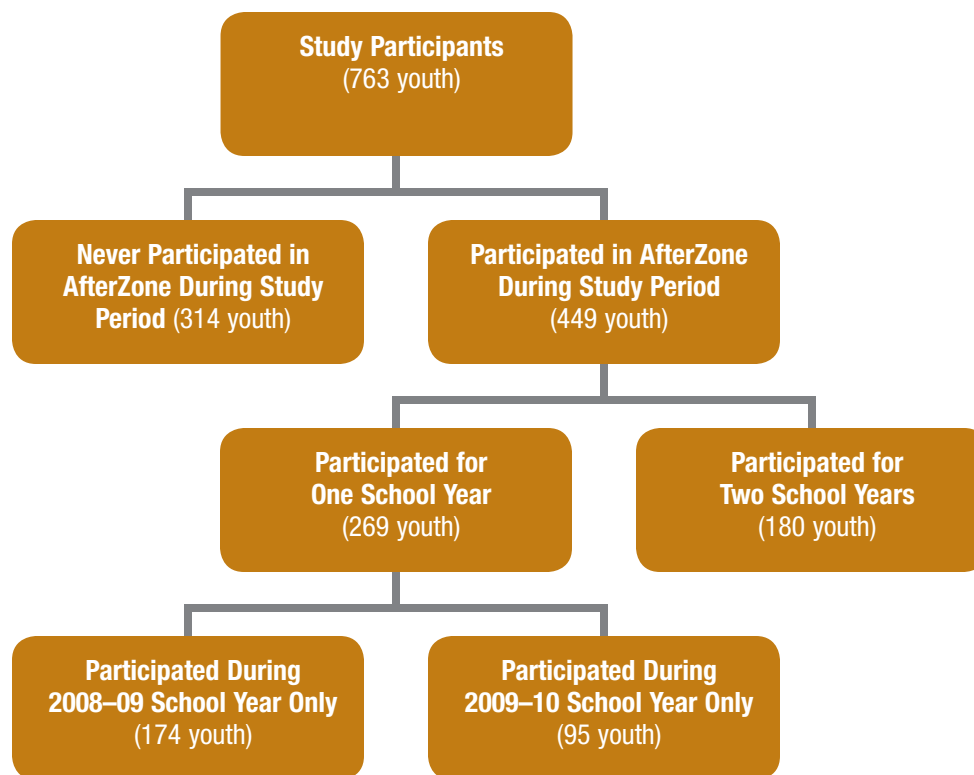 Study Participants
(763 youth)
Never Participated in
AfterZone During Study
Period (314 youth)
Participated in AfterZone
During Study Period
(449 youth)
Participated for
One School Year
(269 youth)
Participated for
Two School Years
(180 youth)
Participated During
2008–09 School Year Only
(174 youth)
Participated During
2009–10 School Year Only
(95 youth)